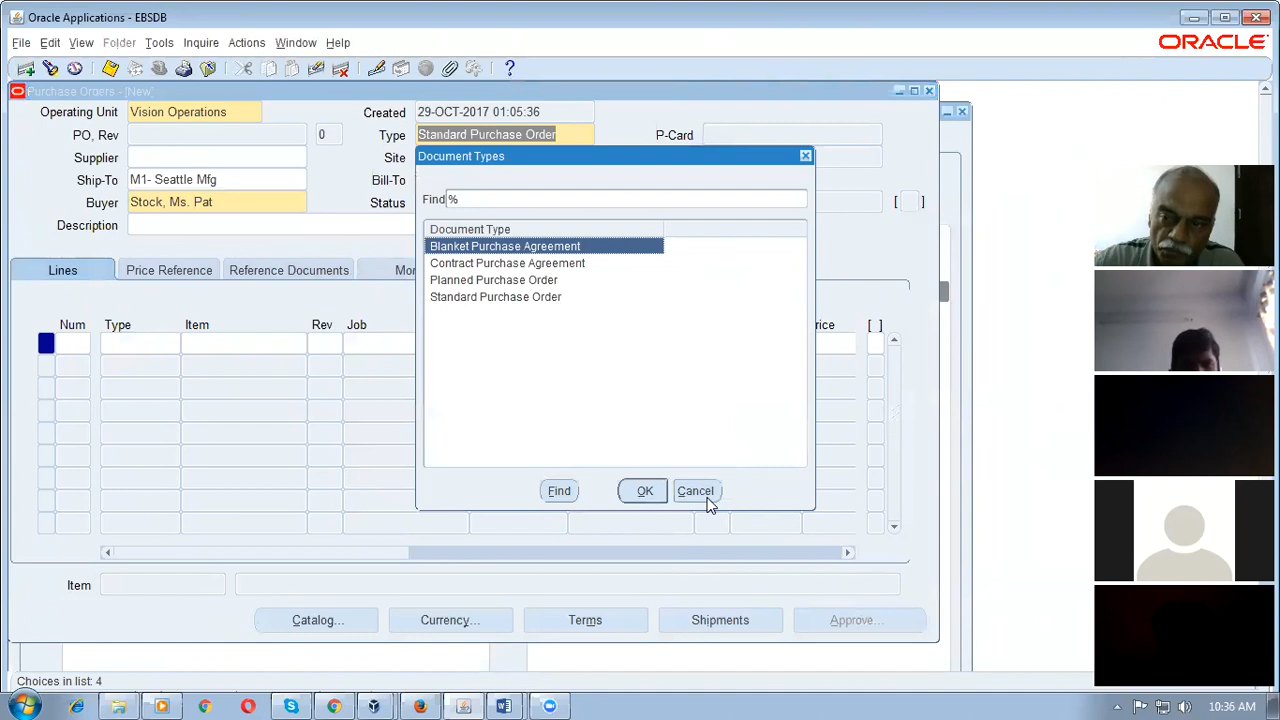 Oracle Applications - EBSDB
File Edit View Folder Tools Inquire Actions Window Help
ORACLE
Purchase Orders - [New]
Operating Unit Vision Operations Created 29-OCT-2017 01:05:36
PO, Rev 0 Type Standard Purchase Order P-Card
Supplier Site
Ship-To M1- Seattle Mfg Bill-To
Buyer Stock, Ms. Pat Status [ ]
Description
Document Types
Find %
Document Type
Blanket Purchase Agreement
Contract Purchase Agreement
Planned Purchase Order
Standard Purchase Order
Find OK Cancel
Lines Price Reference Reference Documents Mor
Num Type Item Rev Job rice [ ]
Item
Catalog... Currency... Terms Shipments Approve...
Choices in list: 4
10:36 AM